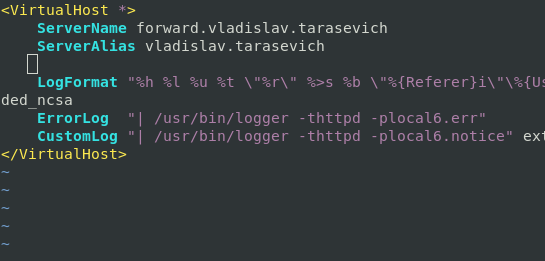 <VirtualHost *>
    ServerName forward.vladislav.tarasevich
    ServerAlias vladislav.tarasevich

    LogFormat "%h %l %u %t \"%r\" %>s %b \"%{Referer}i\"\%{Us
ded_ncsa
    ErrorLog  "| /usr/bin/logger -thttpd -plocal6.err"
    CustomLog "| /usr/bin/logger -thttpd -plocal6.notice" ext
</VirtualHost>
~
~
~
~
~